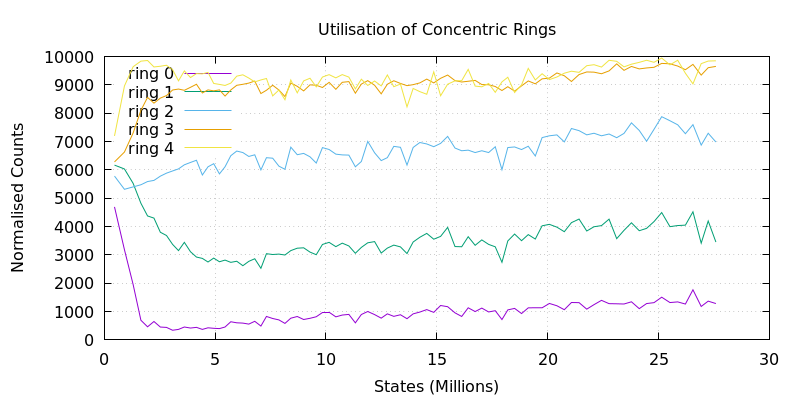 Utilisation of Concentric Rings
Normalised Counts
10000
9000
8000
7000
6000
5000
4000
3000
2000
1000
0
ring 0
ring 1
ring 2
ring 3
ring 4
0 5 10 15 20 25 30
States (Millions)